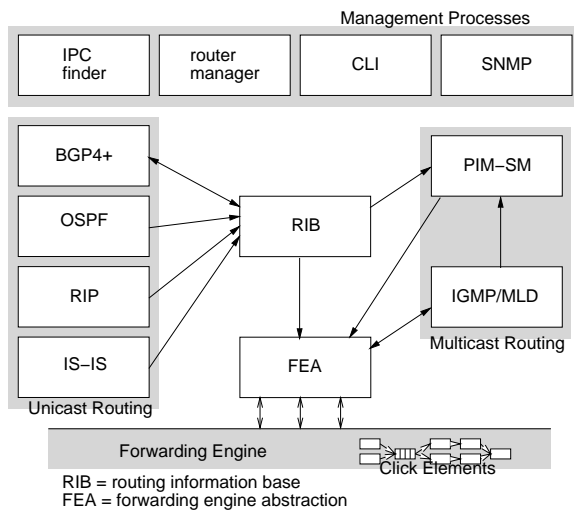 Management Processes
IPC
finder
router
manager
CLI
SNMP
BGP4+
OSPF
RIP
IS−IS
Unicast Routing
RIB
FEA
PIM−SM
IGMP/MLD
Multicast Routing
Forwarding Engine
Click Elements
RIB = routing information base
FEA = forwarding engine abstraction